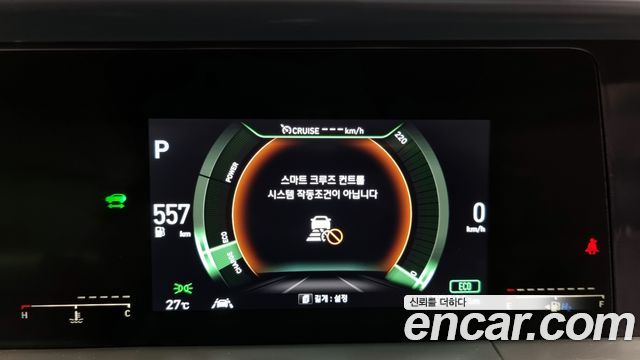 CRUISE --- km/h
220
POWER
P
스마트 크루즈 컨트롤
시스템 작동조건이 아닙니다
557
km
0
km/h
ECO
CHARGE
ECO
27℃
길게 : 설정
신뢰를 더하다
H
C
E
F
encar.com